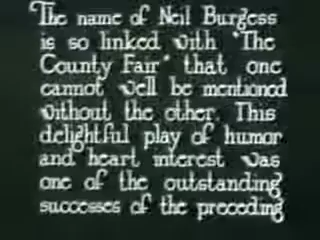 The name of Neil Burgess
is so linked with "The
County Fair" that one
cannot well be mentioned
without the other. This
delightful play of humor
and heart interest was
one of the outstanding
successes of the preceding